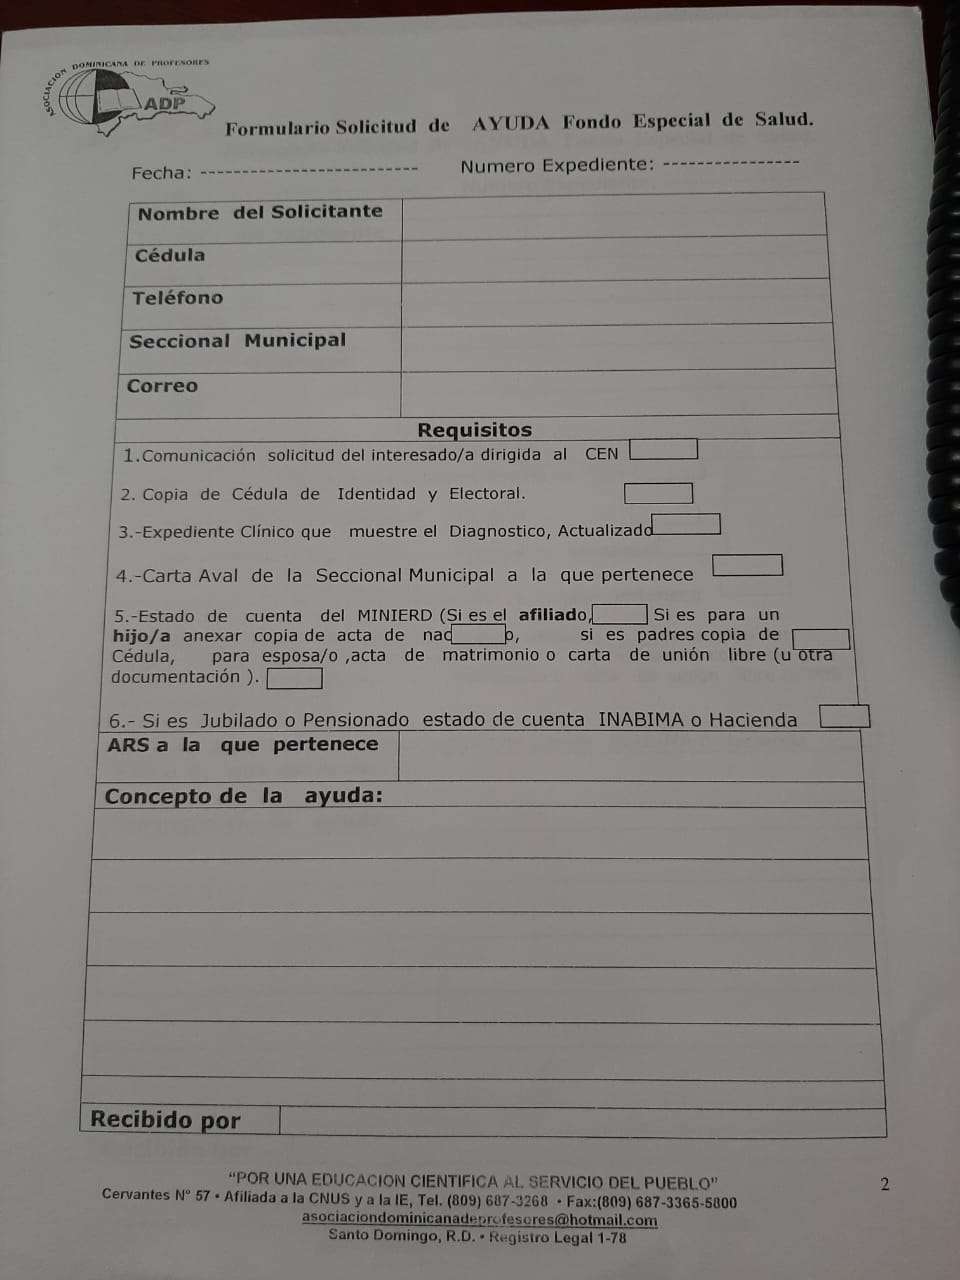 ASOCIACION DOMINICANA DE PROFESORES
ADP
Formulario Solicitud de AYUDA Fondo Especial de Salud.
Fecha: -------------------------- Numero Expediente: ----------------
Nombre del Solicitante
Cédula
Teléfono
Seccional Municipal
Correo
Requisitos
1.Comunicación solicitud del interesado/a dirigida al CEN
2. Copia de Cédula de Identidad y Electoral.
3.-Expediente Clínico que muestre el Diagnostico, Actualizado
4.-Carta Aval de la Seccional Municipal a la que pertenece
5.-Estado de cuenta del MINIERD (Si es el afiliado, Si es para un
hijo/a anexar copia de acta de nac o, si es padres copia de
Cédula, para esposa/o ,acta de matrimonio o carta de unión libre (u otra
documentación ).
6.- Si es Jubilado o Pensionado estado de cuenta INABIMA o Hacienda
ARS a la que pertenece
Concepto de la ayuda:
Recibido por
“POR UNA EDUCACION CIENTIFICA AL SERVICIO DEL PUEBLO”
2
Cervantes Nº 57 • Afiliada a la CNUS y a la IE, Tel. (809) 687-3268 • Fax:(809) 687-3365-5800
asociaciondominicanadeprofesores@hotmail.com
Santo Domingo, R.D. • Registro Legal 1-78